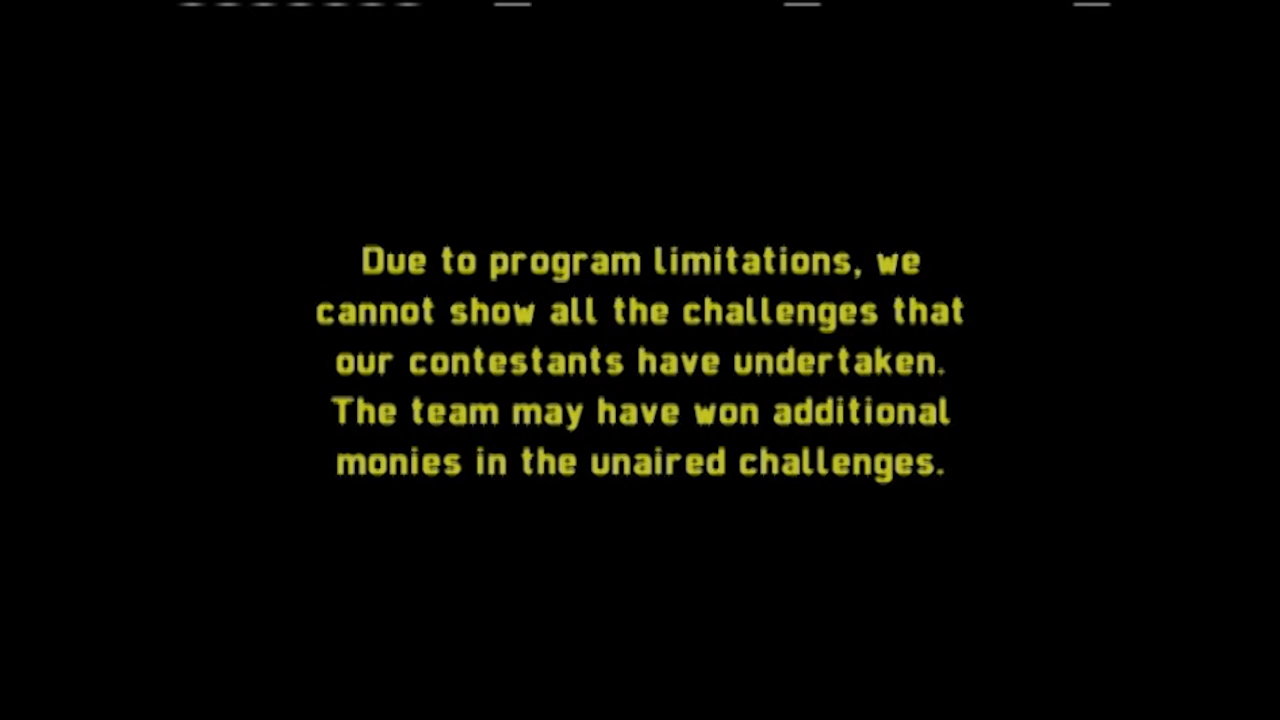 Due to program limitations, we
cannot show all the challenges that
our contestants have undertaken.
The team may have won additional
monies in the unaired challenges.